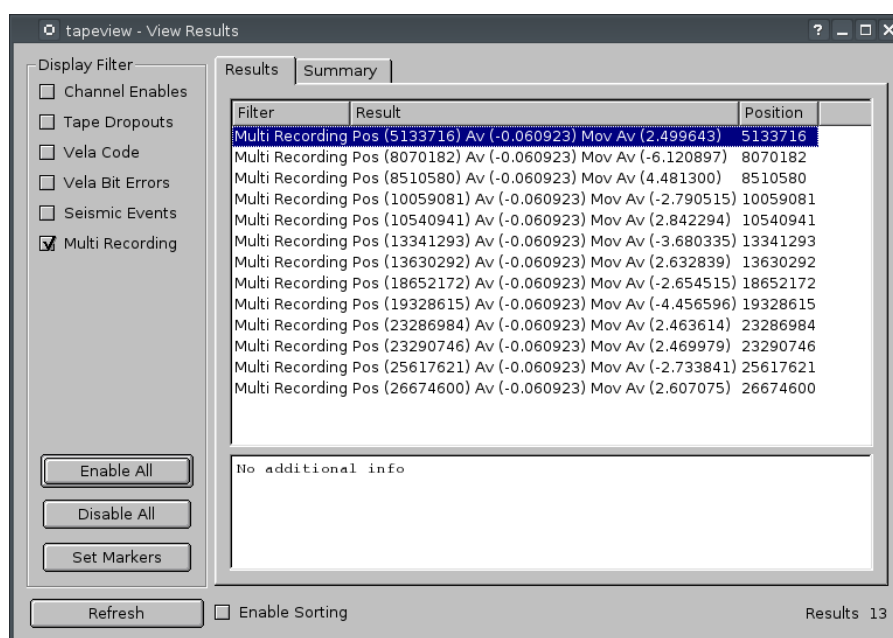 tapeview - View Results
Display Filter
Channel Enables
Tape Dropouts
Vela Code
Vela Bit Errors
Seismic Events
Multi Recording
Enable All
Disable All
Set Markers
Refresh
Results Summary
Filter Result Position
Multi Recording Pos (5133716) Av (-0.060923) Mov Av (2.499643) 5133716
Multi Recording Pos (8070182) Av (-0.060923) Mov Av (-6.120897) 8070182
Multi Recording Pos (8510580) Av (-0.060923) Mov Av (4.481300) 8510580
Multi Recording Pos (10059081) Av (-0.060923) Mov Av (-2.790515) 10059081
Multi Recording Pos (10540941) Av (-0.060923) Mov Av (2.842294) 10540941
Multi Recording Pos (13341293) Av (-0.060923) Mov Av (-3.680335) 13341293
Multi Recording Pos (13630292) Av (-0.060923) Mov Av (2.632839) 13630292
Multi Recording Pos (18652172) Av (-0.060923) Mov Av (-2.654515) 18652172
Multi Recording Pos (19328615) Av (-0.060923) Mov Av (-4.456596) 19328615
Multi Recording Pos (23286984) Av (-0.060923) Mov Av (2.463614) 23286984
Multi Recording Pos (23290746) Av (-0.060923) Mov Av (2.469979) 23290746
Multi Recording Pos (25617621) Av (-0.060923) Mov Av (-2.733841) 25617621
Multi Recording Pos (26674600) Av (-0.060923) Mov Av (2.607075) 26674600
No additional info
Enable Sorting
Results 13